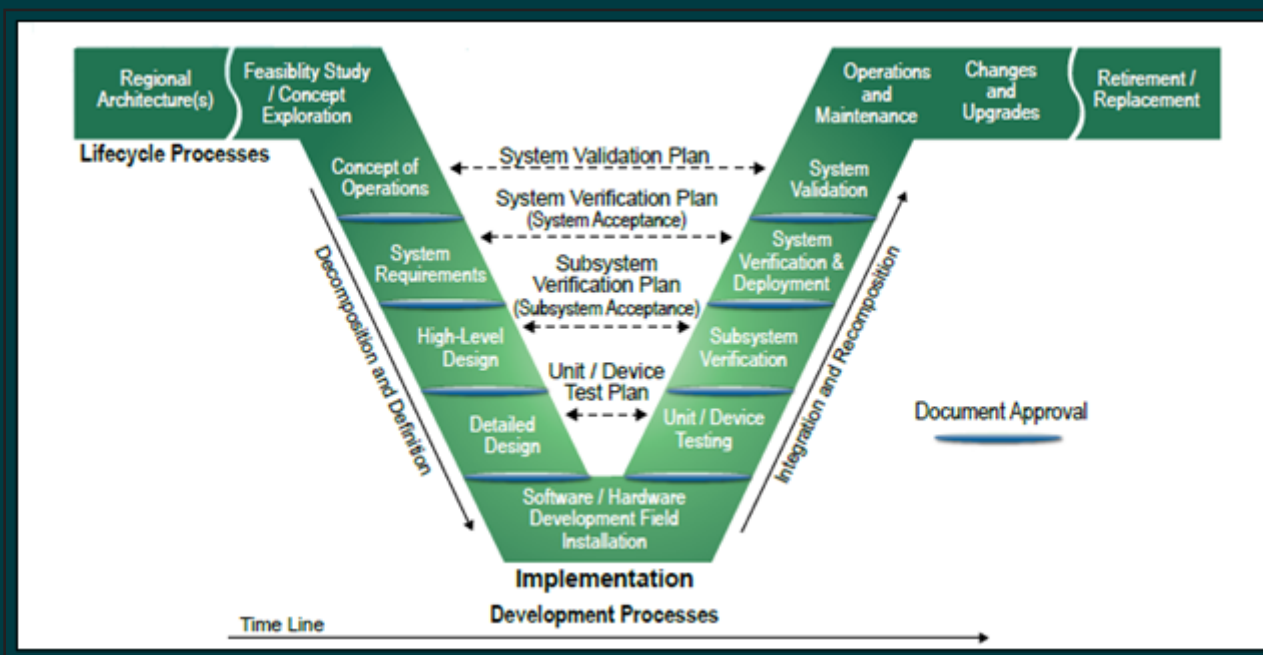 Regional
Architecture(s)
Feasiblity Study
/ Concept
Exploration
Operations
and
Maintenance
Changes
and
Upgrades
Retirement /
Replacement
Lifecycle Processes
Concept of
Operations
System Validation Plan
System
Validation
System Verification Plan
(System Acceptance)
System
Requirements
System
Verification &
Deployment
Subsystem
Verification Plan
(Subsystem Acceptance)
High-Level
Design
Subsystem
Verification
Unit / Device
Test Plan
Detailed
Design
Unit / Device
Testing
Decomposition and Definition
Integration and Recomposition
Document Approval
Software / Hardware
Development Field
Installation
Implementation
Development Processes
Time Line